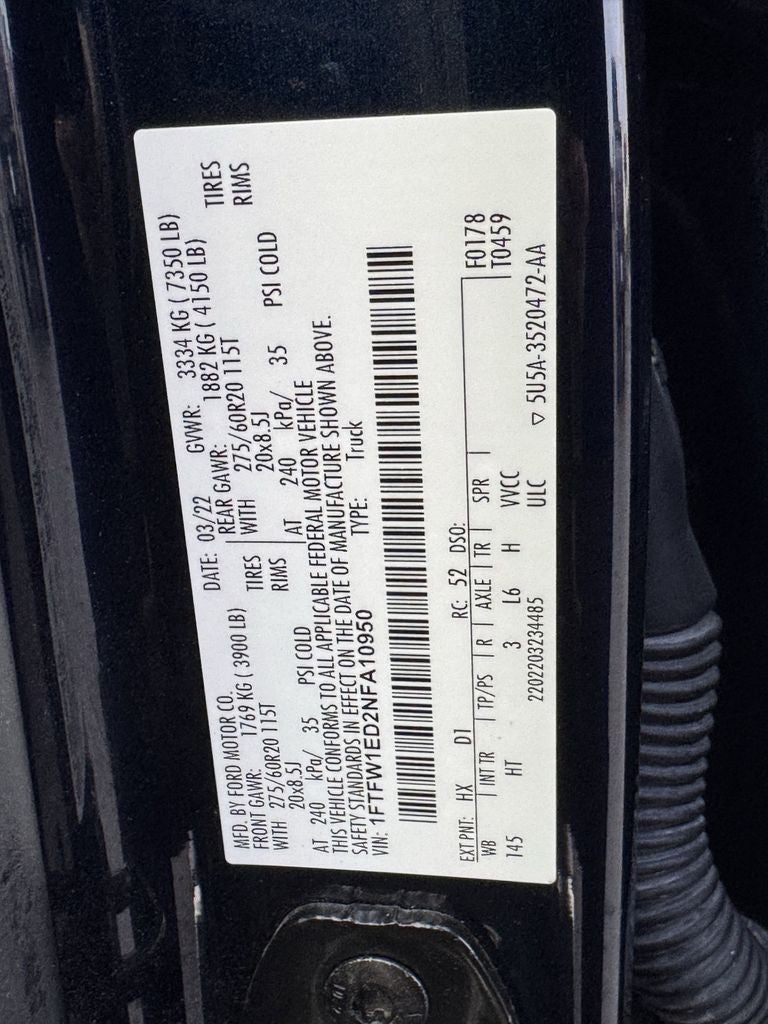 MFD. BY FORD MOTOR CO.
DATE: 03/22 GVWR: 3334 KG ( 7350 LB)
FRONT GAWR: 1769 KG ( 3900 LB) REAR GAWR: 1882 KG ( 4150 LB)
WITH 275/60R20 115T TIRES WITH 275/60R20 115T TIRES
20x8.5J RIMS 20x8.5J RIMS
AT 240 kPa/ 35 PSI COLD AT 240 kPa/ 35 PSI COLD
THIS VEHICLE CONFORMS TO ALL APPLICABLE FEDERAL MOTOR VEHICLE
SAFETY STANDARDS IN EFFECT ON THE DATE OF MANUFACTURE SHOWN ABOVE.
VIN: 1FTFW1ED2NFA10950 TYPE: Truck
F0178
EXT PNT: HX D1 RC: 52 DSO: T0459
WB INT TR TP/PS R AXLE TR SPR
145 HT 3 L6 H VVCC
2202203234485 ULC
▽ 5U5A-3520472-AA